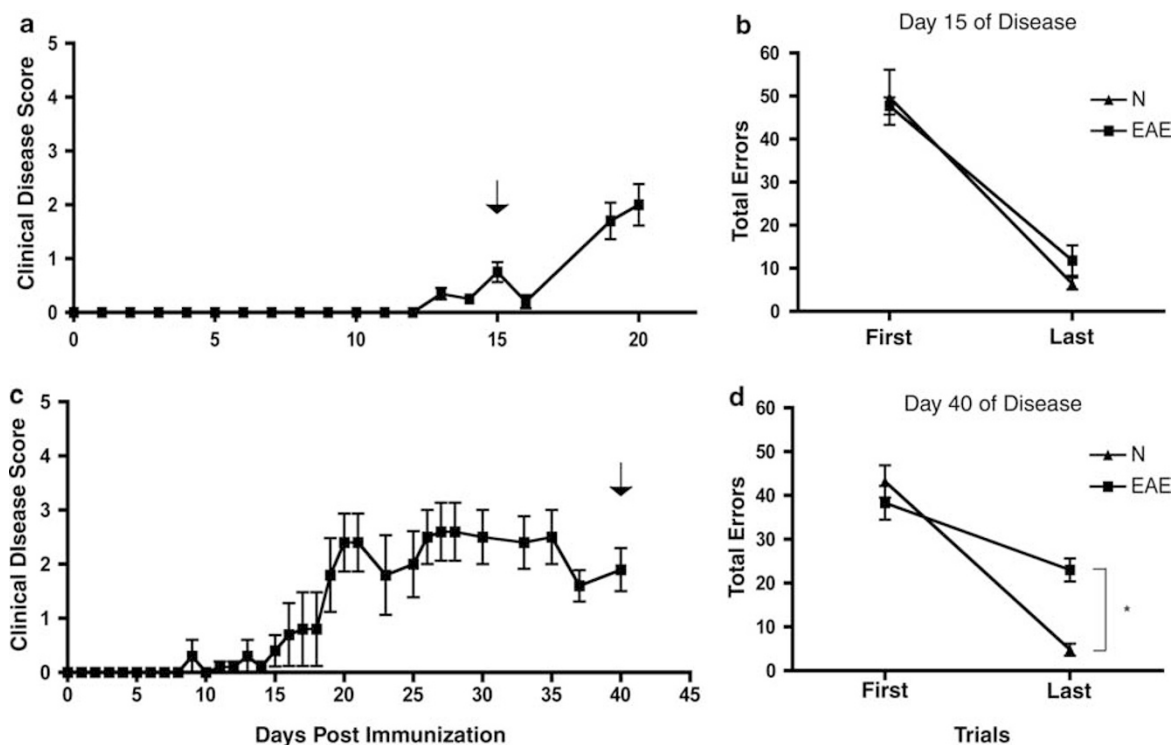 a
5
4
3
2
1
0
Clinical Disease Score
0 5 10 15 20
b
Day 15 of Disease
60
50
40
30
20
10
0
Total Errors
N
EAE
First Last
c
5
4
3
2
1
0
Clinical DIsease Score
0 5 10 15 20 25 30 35 40 45
Days Post Immunization
d
Day 40 of Disease
60
50
40
30
20
10
0
Total Errors
N
EAE
*
First Last
Trials